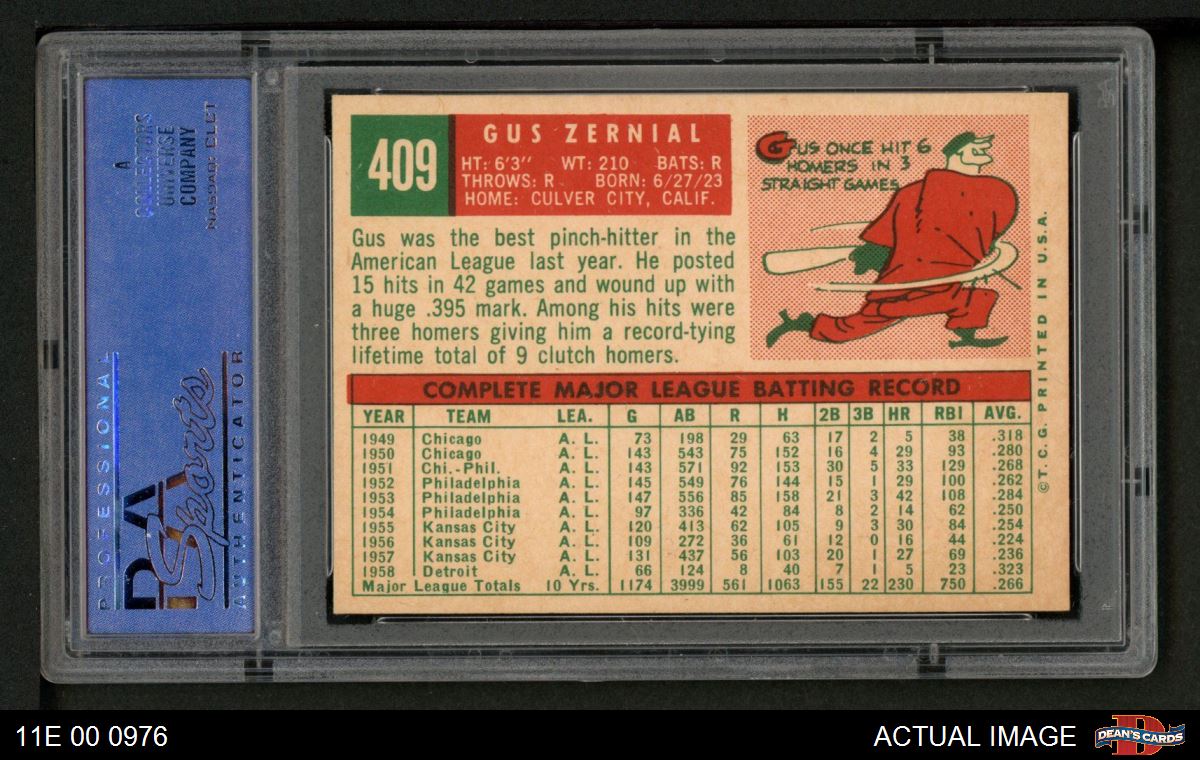 A
COLLECTORS
UNIVERSE
COMPANY
NASDAQ: CLCT
PROFESSIONAL
PSA
Sports
AUTHENTICATOR
409
GUS ZERNIAL
HT: 6'3'' WT: 210 BATS: R
THROWS: R BORN: 6/27/23
HOME: CULVER CITY, CALIF.
GUS ONCE HIT 6
HOMERS IN 3
STRAIGHT GAMES
Gus was the best pinch-hitter in the
American League last year. He posted
15 hits in 42 games and wound up with
a huge .395 mark. Among his hits were
three homers giving him a record-tying
lifetime total of 9 clutch homers.
COMPLETE MAJOR LEAGUE BATTING RECORD
YEAR TEAM LEA. G AB R H 2B 3B HR RBI AVG.
1949 Chicago A. L. 73 198 29 63 17 2 5 38 .318
1950 Chicago A. L. 143 543 75 152 16 4 29 93 .280
1951 Chi.-Phil. A. L. 143 571 92 153 30 5 33 129 .268
1952 Philadelphia A. L. 145 549 76 144 15 1 29 100 .262
1953 Philadelphia A. L. 147 556 85 158 21 3 42 108 .284
1954 Philadelphia A. L. 97 336 42 84 8 2 14 62 .250
1955 Kansas City A. L. 120 413 62 105 9 3 30 84 .254
1956 Kansas City A. L. 109 272 36 61 12 0 16 44 .224
1957 Kansas City A. L. 131 437 56 103 20 1 27 69 .236
1958 Detroit A. L. 66 124 8 40 7 1 5 23 .323
Major League Totals 10 Yrs. 1174 3999 561 1063 155 22 230 750 .266
© T. C. G. PRINTED IN U.S.A.
11E 00 0976
ACTUAL IMAGE
D
DEAN'S CARDS